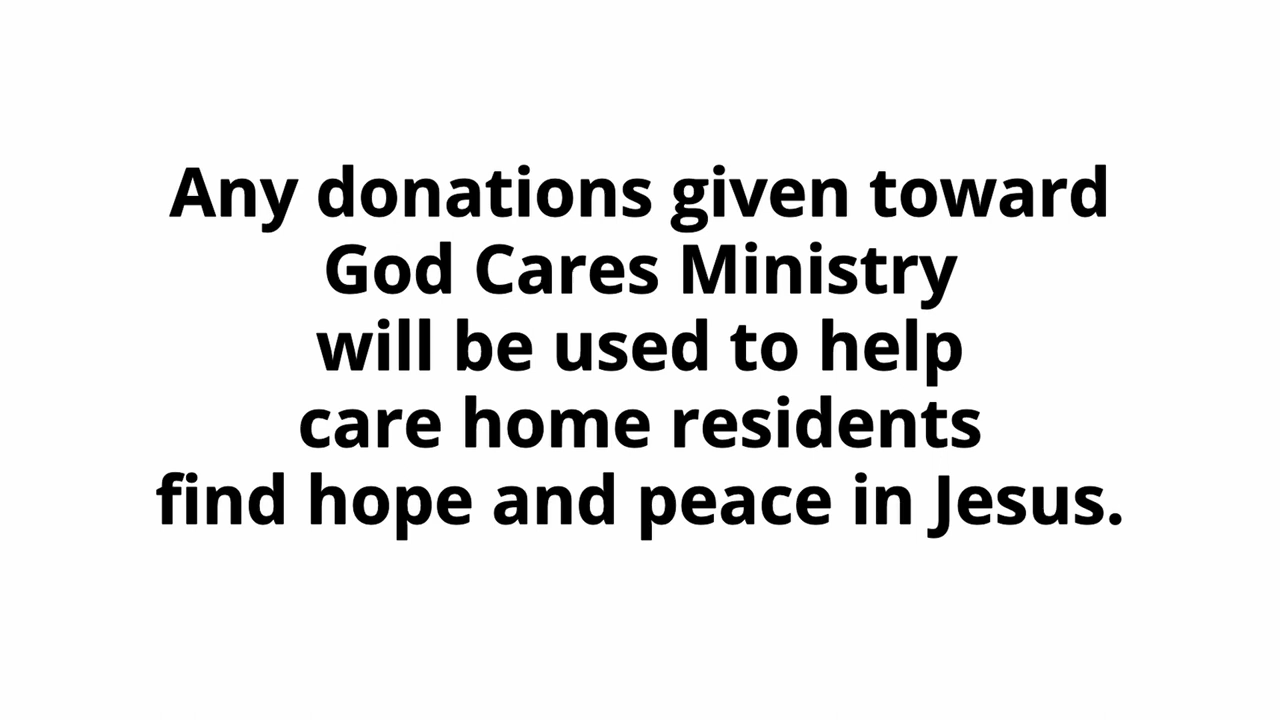 Any donations given toward
God Cares Ministry
will be used to help
care home residents
find hope and peace in Jesus.